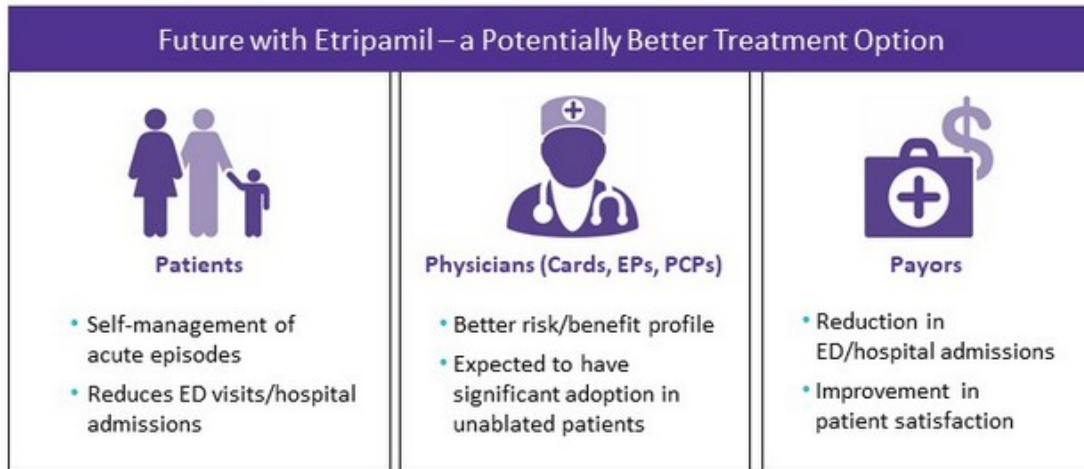 Future with Etripamil – a Potentially Better Treatment Option
Patients
• Self-management of
acute episodes
• Reduces ED visits/hospital
admissions
Physicians (Cards, EPs, PCPs)
• Better risk/benefit profile
• Expected to have
significant adoption in
unablated patients
$
Payors
• Reduction in
ED/hospital admissions
• Improvement in
patient satisfaction